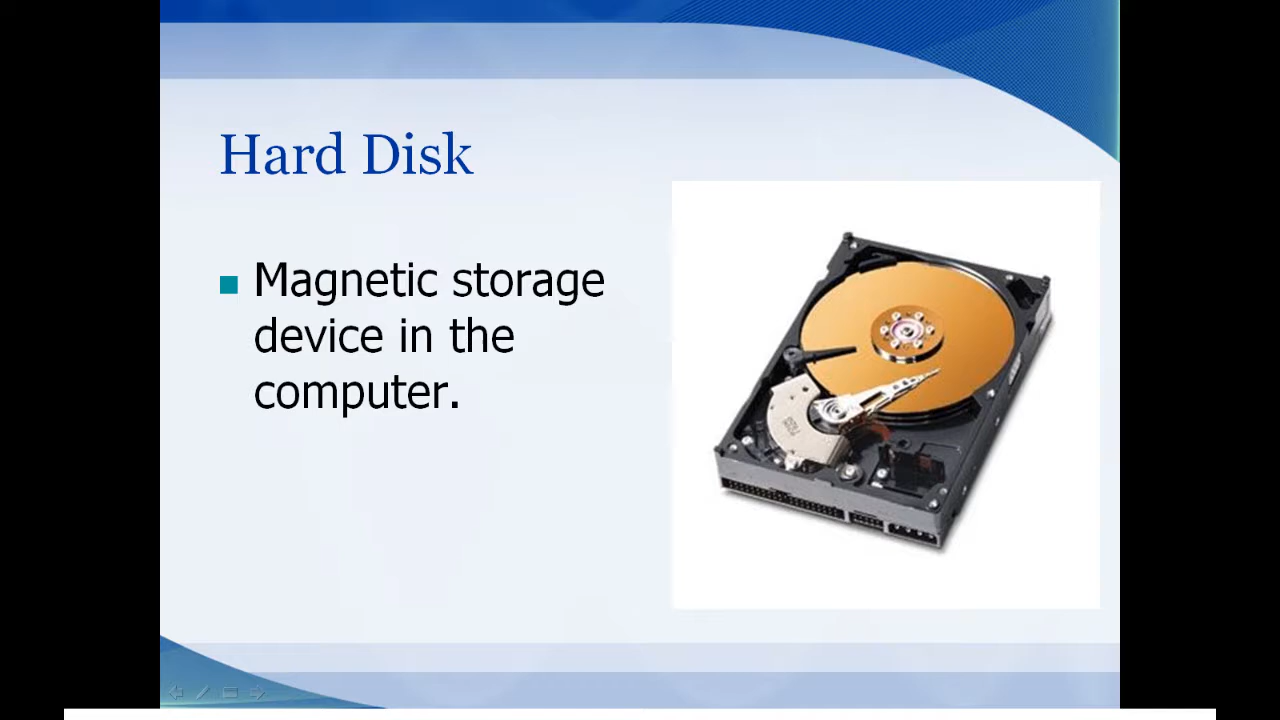 Hard Disk
Magnetic storage
device in the
computer.